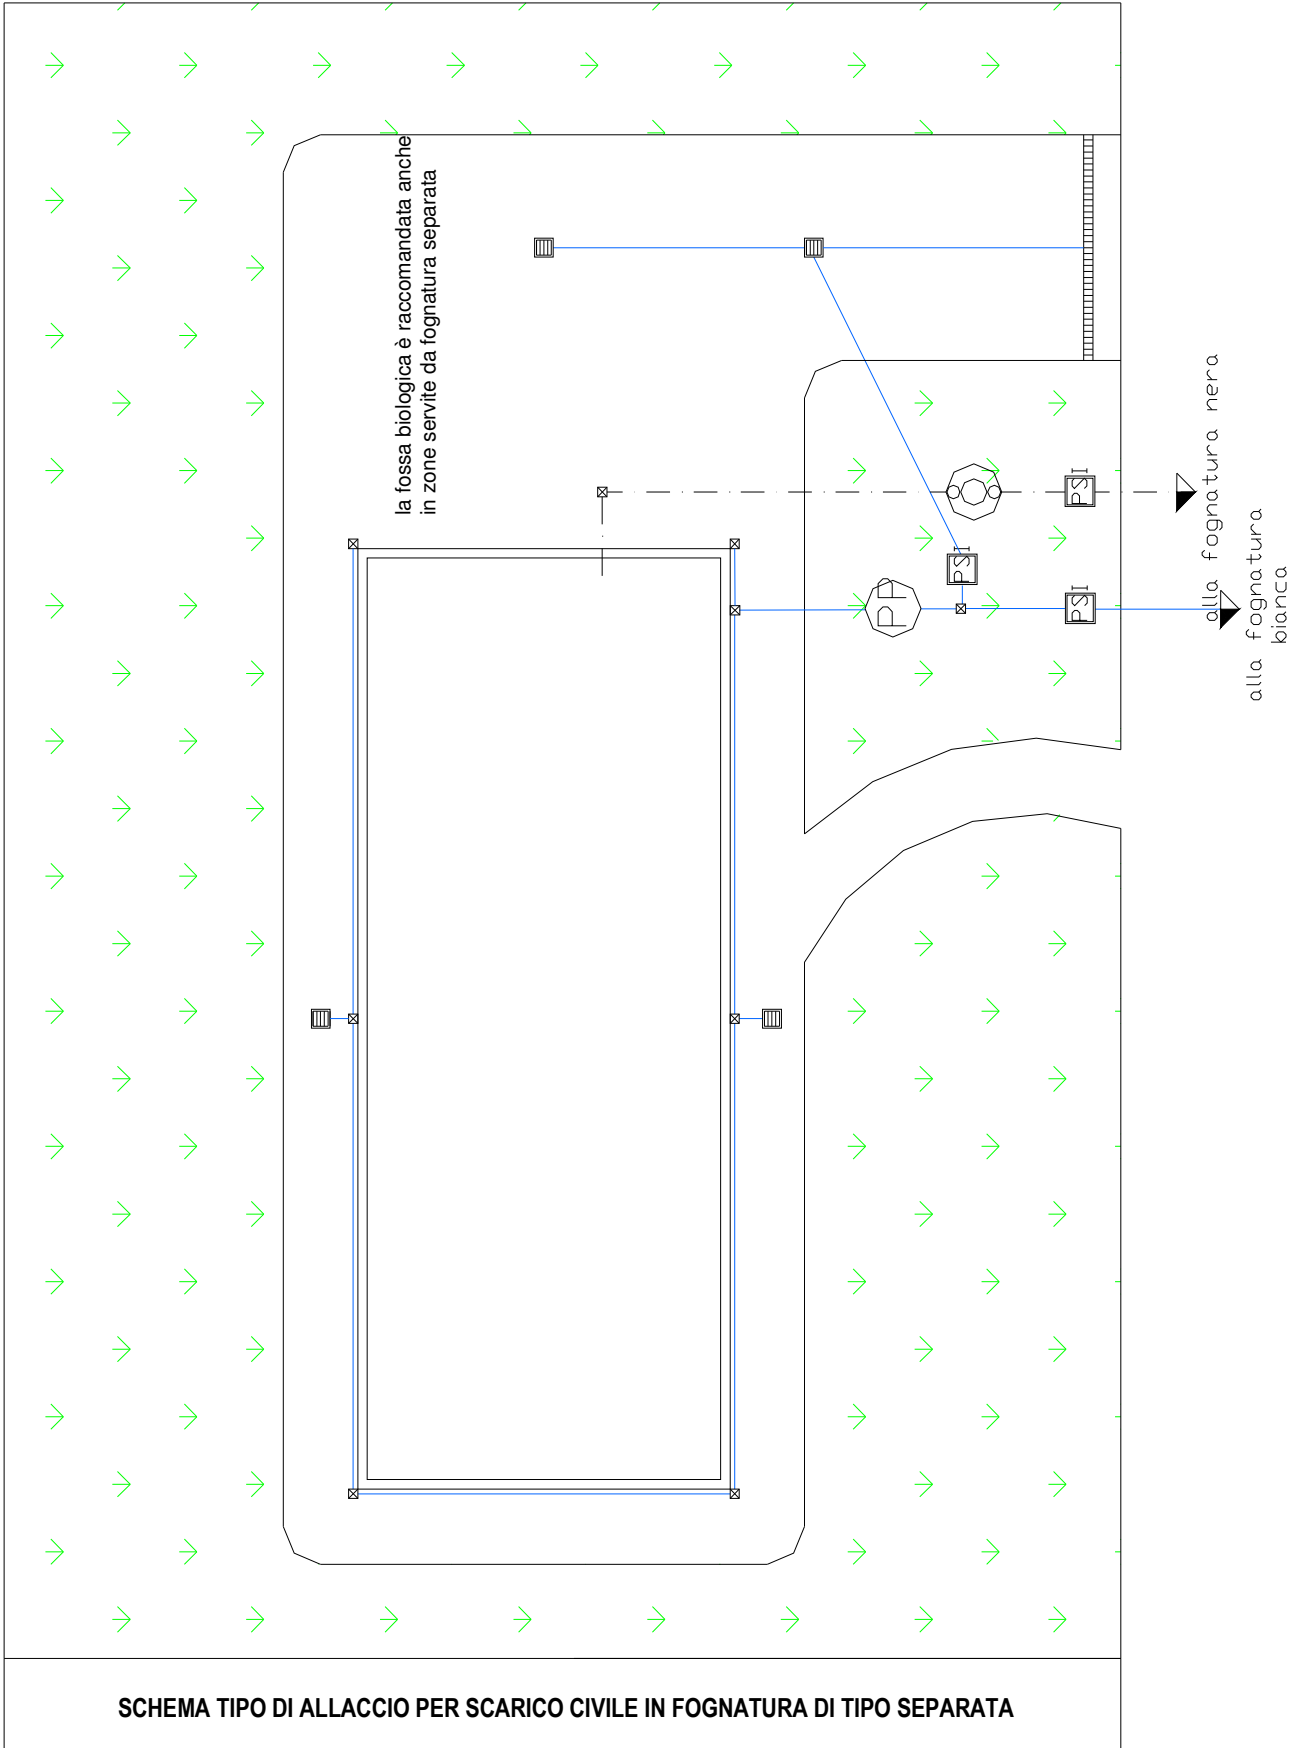 la fossa biologica è raccomandata anche
in zone servite da fognatura separata
PP
PSI
PSI
PSI
alla fognatura nera
alla fognatura
bianca
SCHEMA TIPO DI ALLACCIO PER SCARICO CIVILE IN FOGNATURA DI TIPO SEPARATA